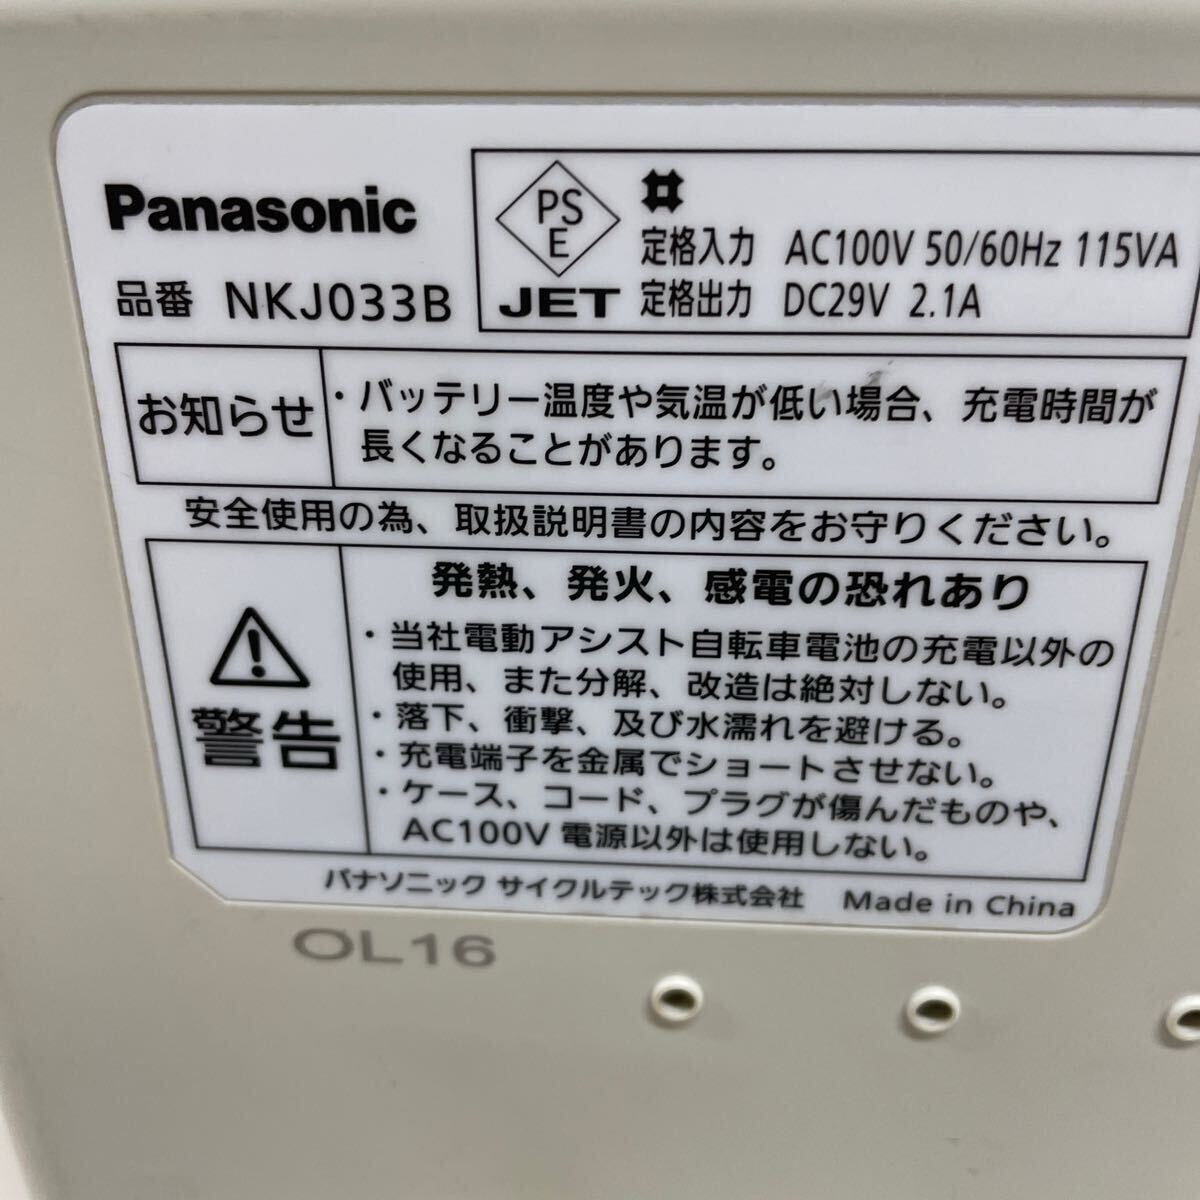 Panasonic
品番 NKJ033B
PS
E
JET
定格入力 AC100V 50/60Hz 115VA
定格出力 DC29V 2.1A
お知らせ
・バッテリー温度や気温が低い場合、充電時間が
長くなることがあります。
安全使用の為、取扱説明書の内容をお守りください。
警告
発熱、発火、感電の恐れあり
・当社電動アシスト自転車電池の充電以外の
使用、また分解、改造は絶対しない。
・落下、衝撃、及び水濡れを避ける。
・充電端子を金属でショートさせない。
・ケース、コード、プラグが傷んだものや、
AC100V 電源以外は使用しない。
パナソニック サイクルテック株式会社 Made in China
OL16